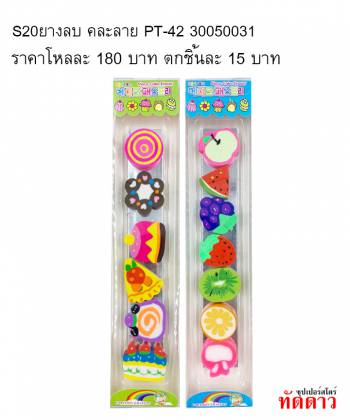 S20ยางลบ คละลาย PT-42 30050031
ราคาโหลละ 180 บาท ตกชิ้นละ 15 บาท
ซุปเปอร์สโตร์
ทัดดาว